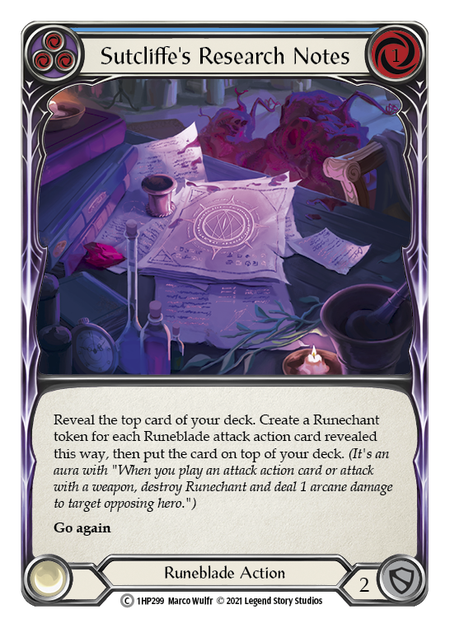 Sutcliffe's Research Notes
1
Reveal the top card of your deck. Create a Runechant
token for each Runeblade attack action card revealed
this way, then put the card on top of your deck. (It's an
aura with "When you play an attack action card or attack
with a weapon, destroy Runechant and deal 1 arcane damage
to target opposing hero.")
Go again
Runeblade Action
2
C 1HP299 Marco Wulfr © 2021 Legend Story Studios